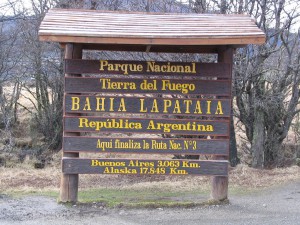 Parque Nacional
Tierra del Fuego
BAHIA LAPATAIA
República Argentina
Aqui finaliza la Ruta Nac. Nº3
Buenos Aires 3.063 Km.
Alaska 17.848 Km.